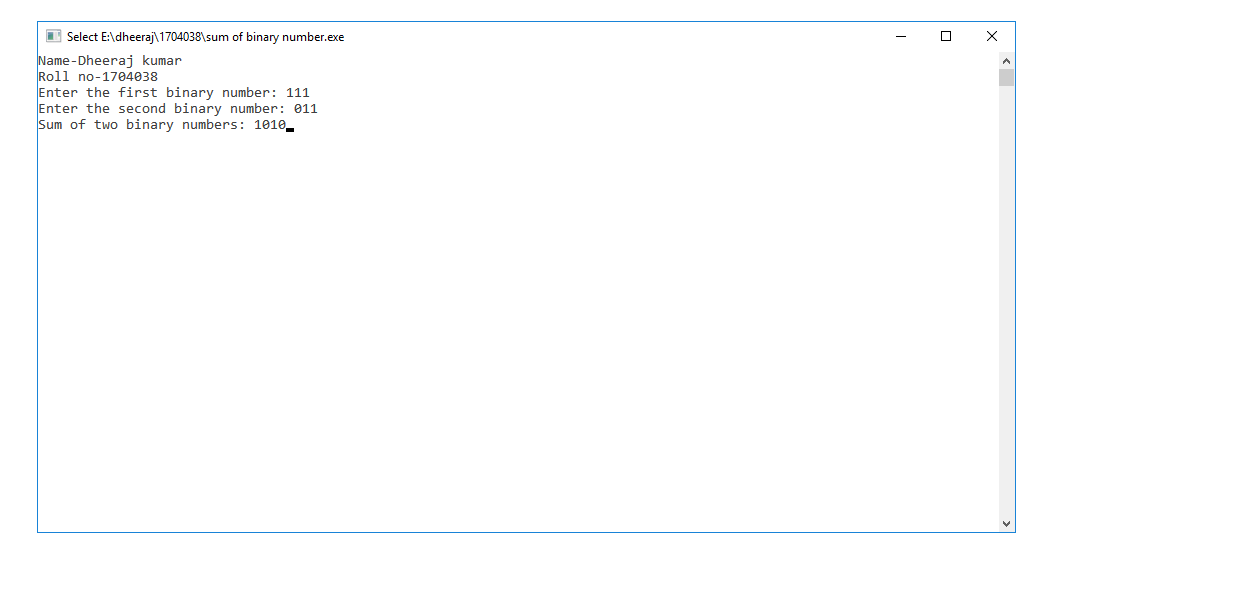 Select E:\dheeraj\1704038\sum of binary number.exe
Name-Dheeraj kumar
Roll no-1704038
Enter the first binary number: 111
Enter the second binary number: 011
Sum of two binary numbers: 1010